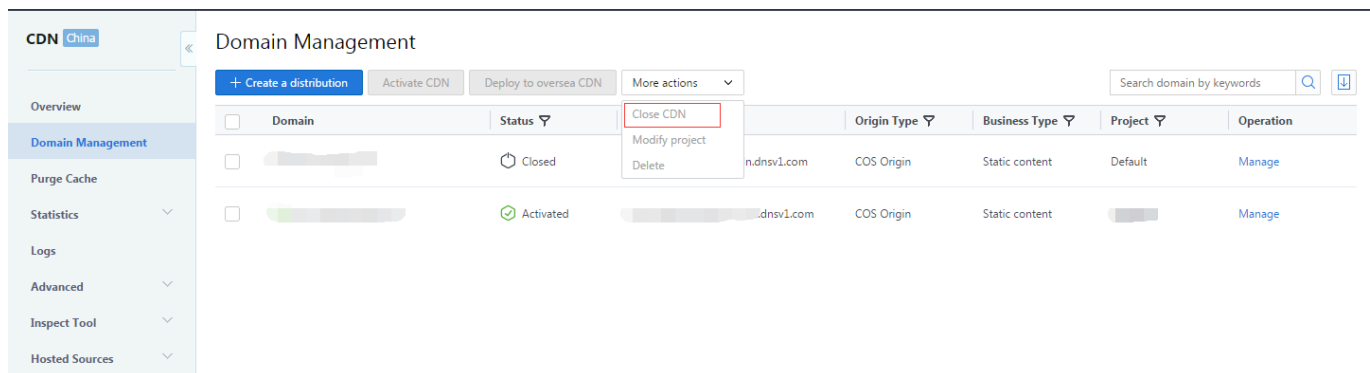 CDN China
Overview
Domain Management
Purge Cache
Statistics
Logs
Advanced
Inspect Tool
Hosted Sources
Domain Management
+ Create a distribution Activate CDN Deploy to oversea CDN More actions Search domain by keywords
Close CDN
Modify project
Delete
Domain Status Origin Type Business Type Project Operation
Closed n.dnsv1.com COS Origin Static content Default Manage
Activated .dnsv1.com COS Origin Static content Manage